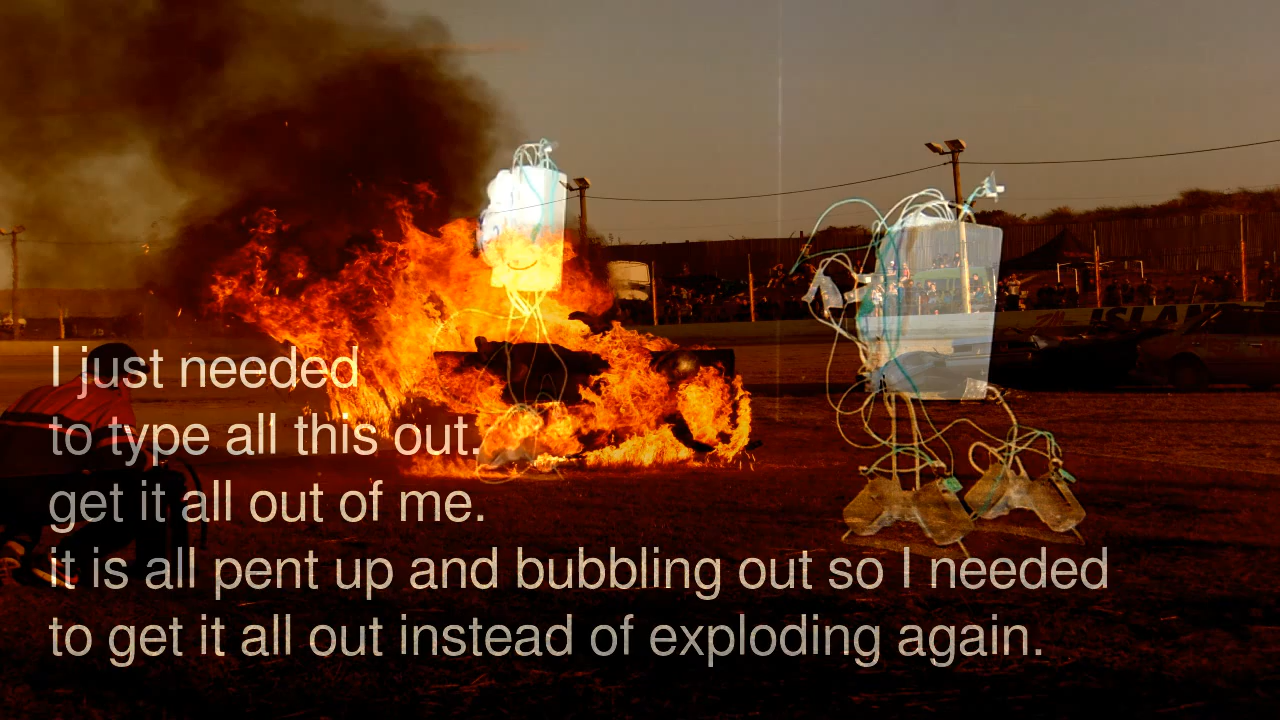 ISLAN
I just needed
to type all this out.
get it all out of me.
it is all pent up and bubbling out so I needed
to get it all out instead of exploding again.